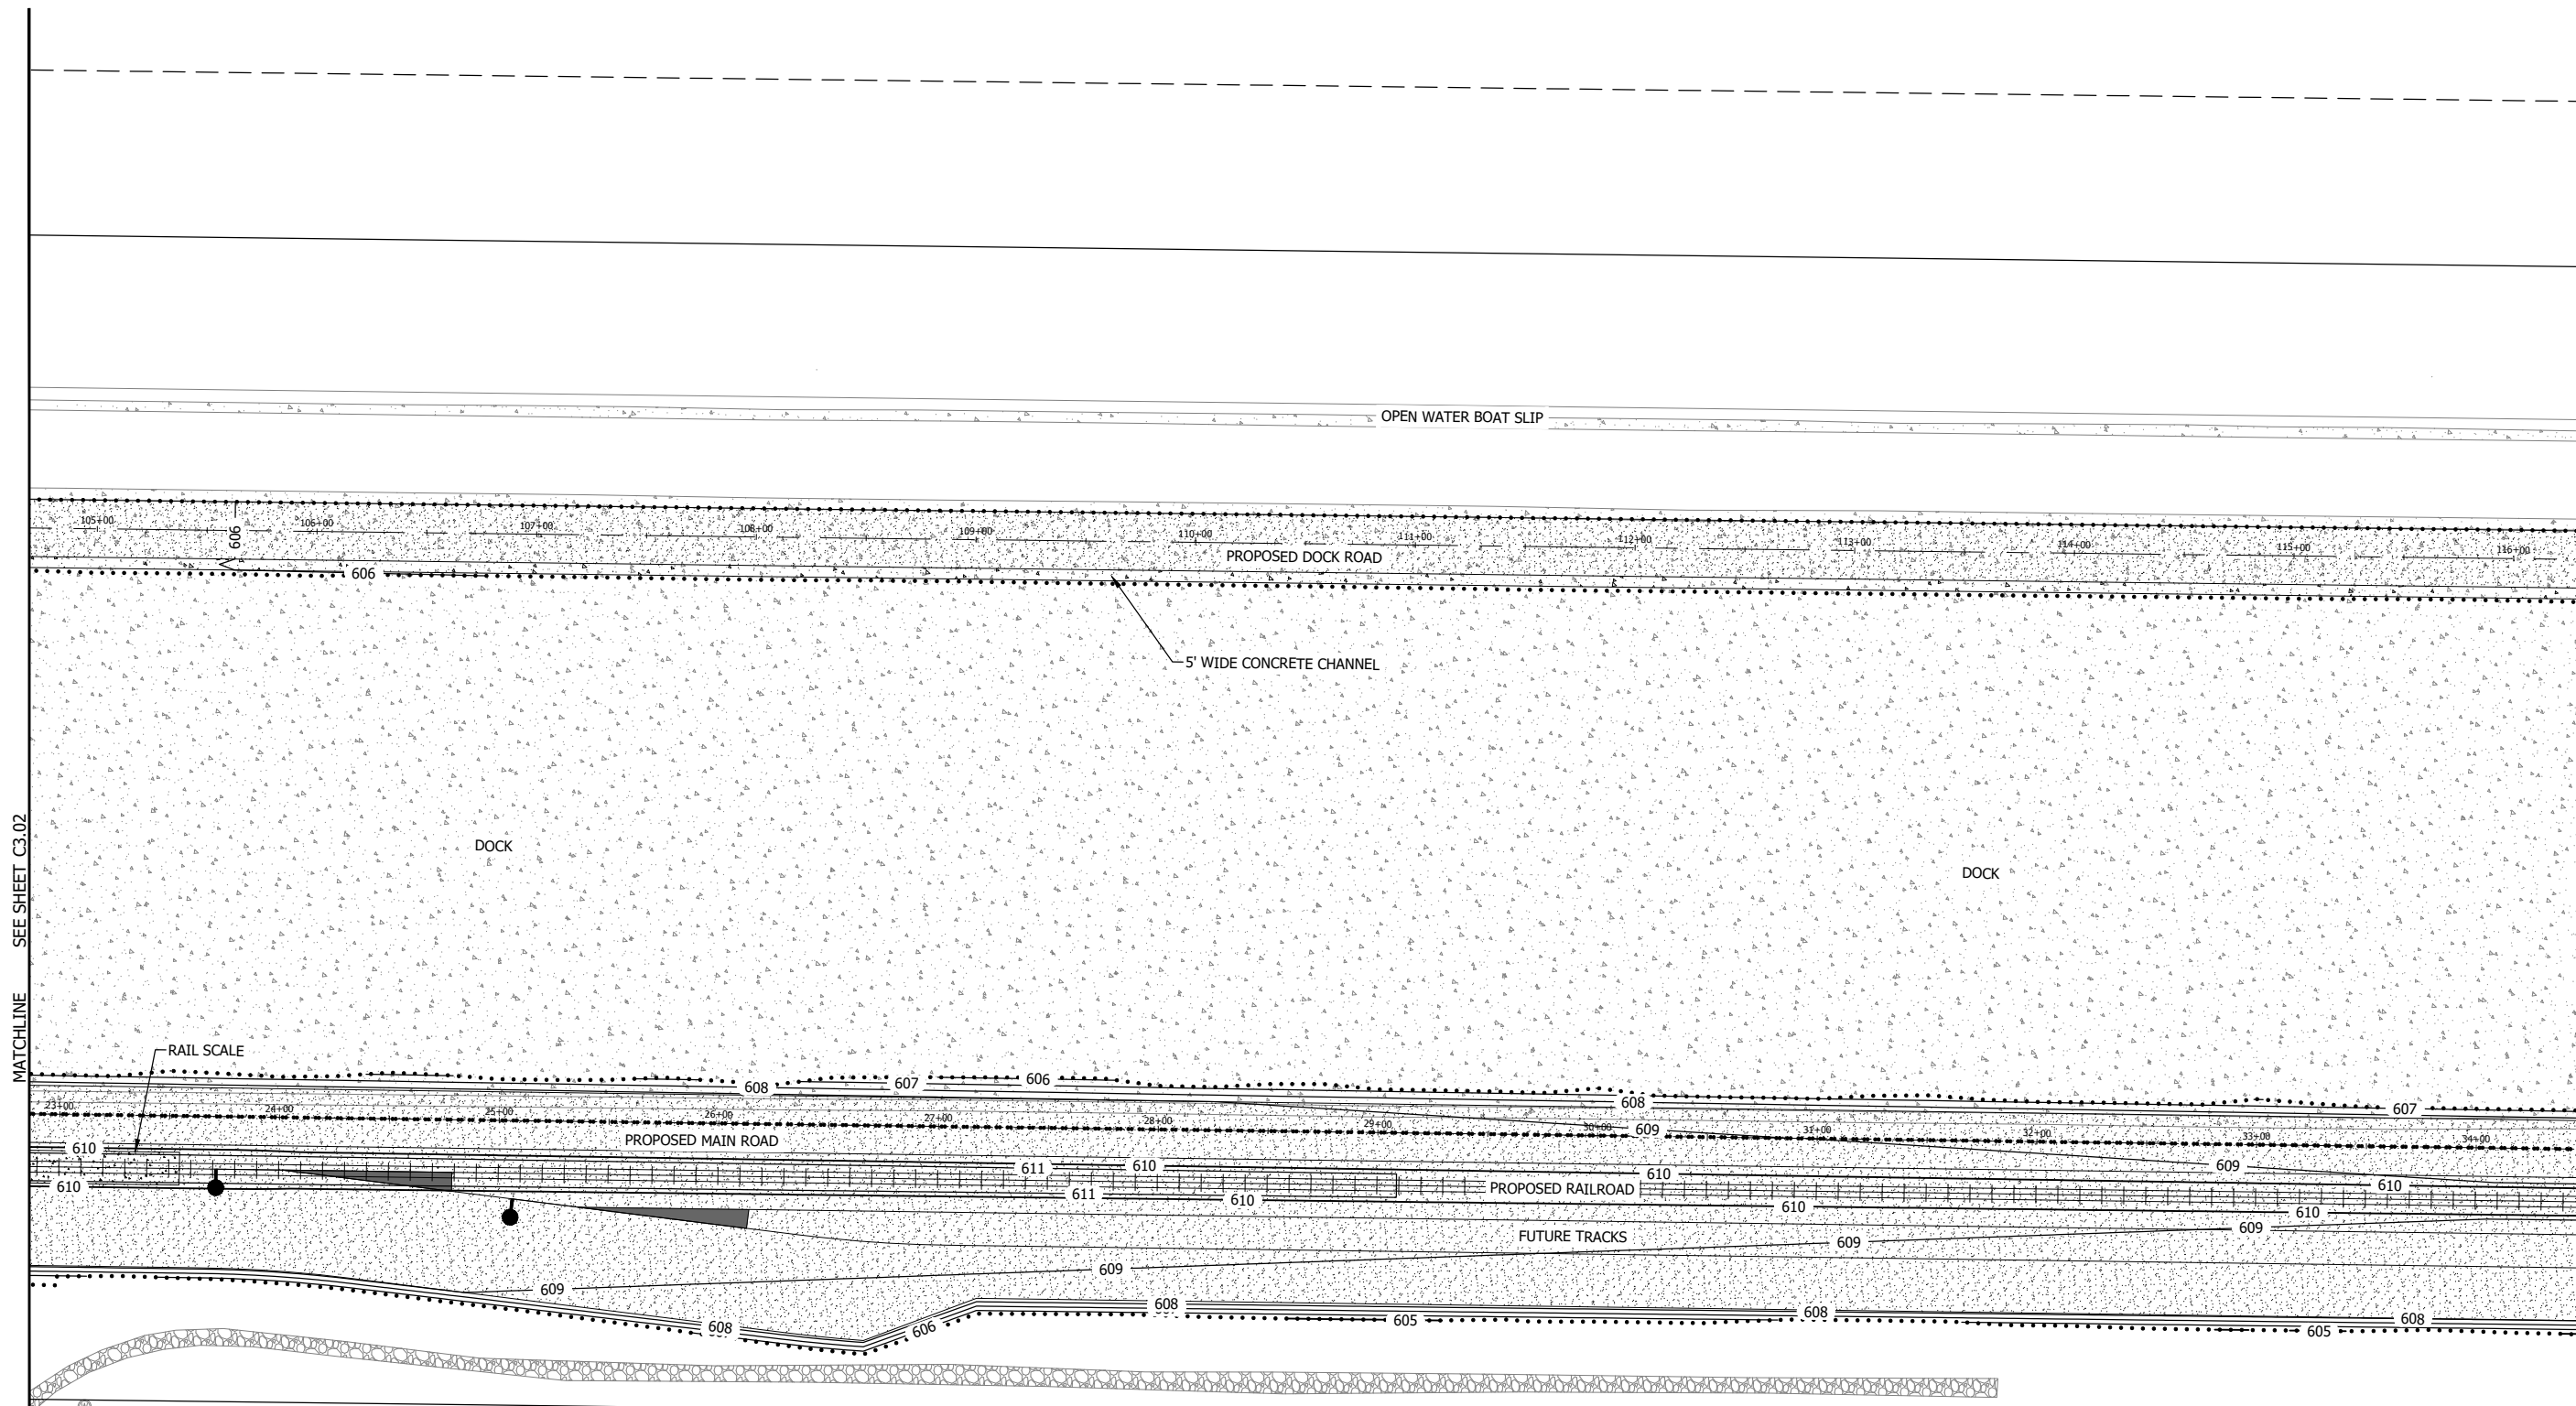 OPEN WATER BOAT SLIP
105+00 106+00 107+00 108+00 109+00 110+00 111+00 112+00 113+00 114+00 115+00 116+00
606
PROPOSED DOCK ROAD
606
5' WIDE CONCRETE CHANNEL
DOCK
DOCK
MATCHLINE SEE SHEET C3.02
RAIL SCALE
608 607 606 608 607
23+00 24+00 25+00 26+00 27+00 28+00 29+00 30+00 31+00 32+00 33+00 34+00
609
PROPOSED MAIN ROAD
610 611 610 610 609
610 611 610 PROPOSED RAILROAD 610 610 610
FUTURE TRACKS
609 609 609 609
608 606 608 605 608 605 608